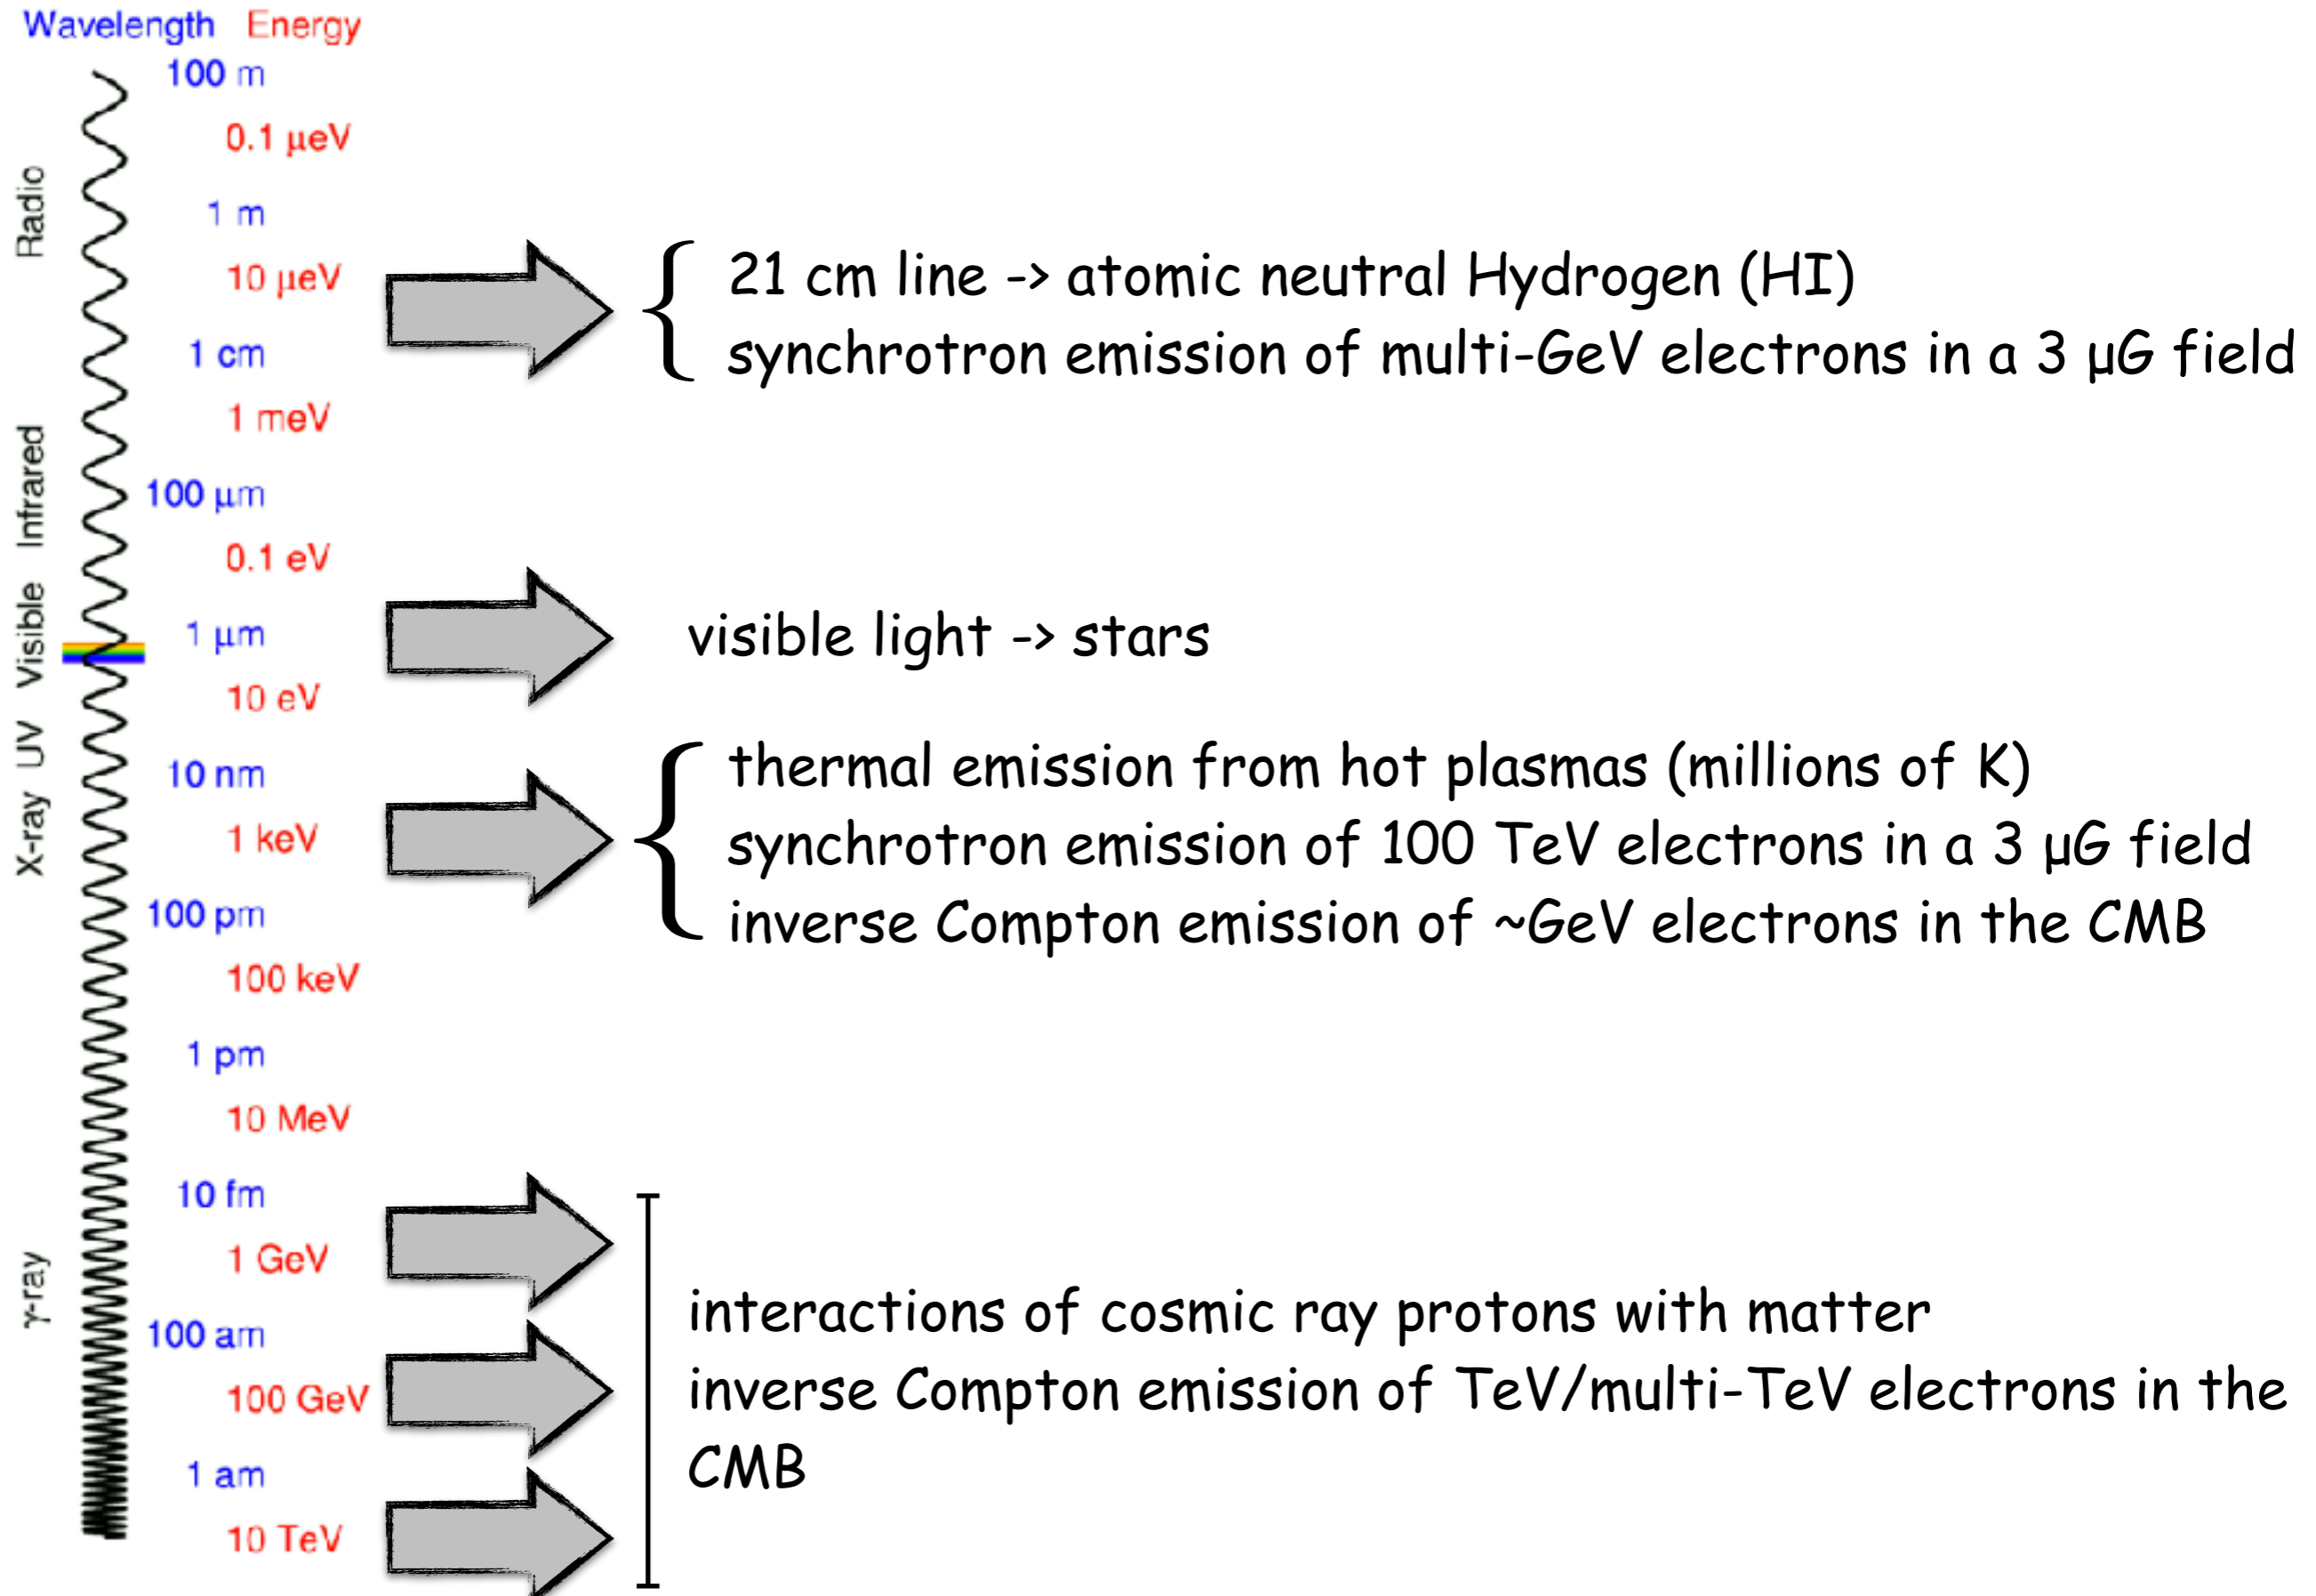 Wavelength Energy
100 m
0.1 μeV
1 m
10 μeV
1 cm
1 meV
100 μm
0.1 eV
1 μm
10 eV
10 nm
1 keV
100 pm
100 keV
1 pm
10 MeV
10 fm
1 GeV
100 am
100 GeV
1 am
10 TeV
Radio
Infrared
Visible
UV
X-ray
γ-ray
21 cm line -> atomic neutral Hydrogen (HI)
synchrotron emission of multi-GeV electrons in a 3 μG field
visible light -> stars
thermal emission from hot plasmas (millions of K)
synchrotron emission of 100 TeV electrons in a 3 μG field
inverse Compton emission of ~GeV electrons in the CMB
interactions of cosmic ray protons with matter
inverse Compton emission of TeV/multi-TeV electrons in the
CMB